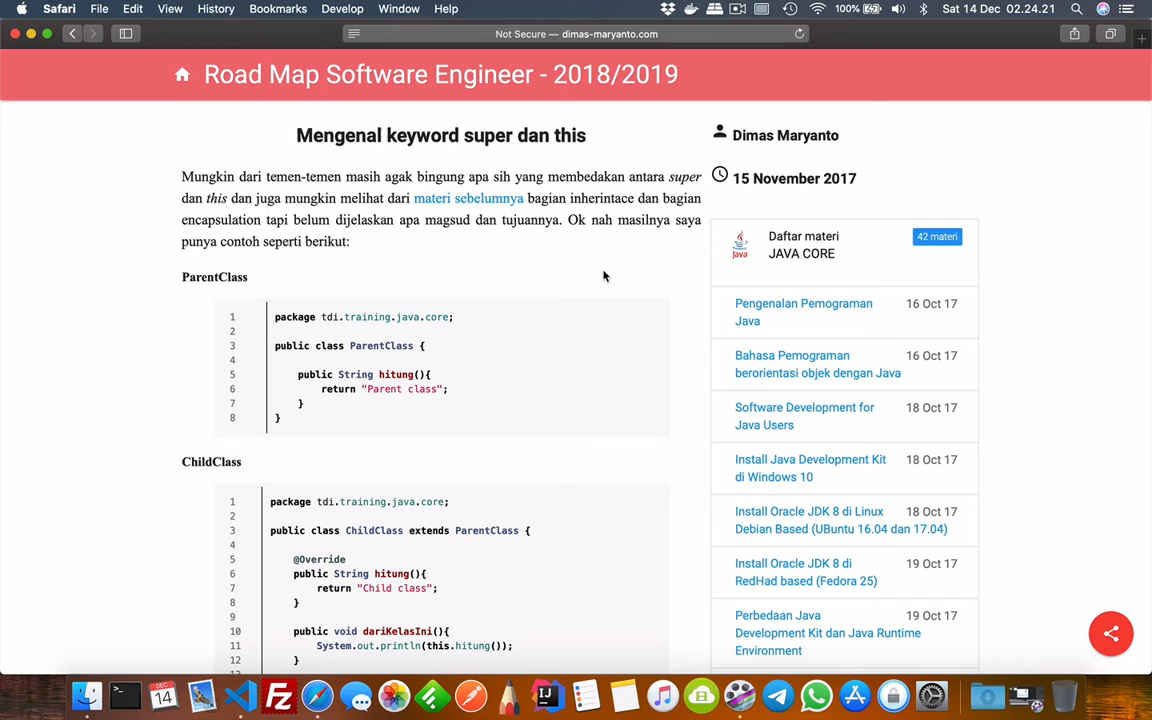 Safari File Edit View History Bookmarks Develop Window Help 100% Sat 14 Dec 02.24.21
Not Secure — dimas-maryanto.com
Road Map Software Engineer - 2018/2019
Mengenal keyword super dan this
Mungkin dari temen-temen masih agak bingung apa sih yang membedakan antara super
dan this dan juga mungkin melihat dari materi sebelumnya bagian inherintace dan bagian
encapsulation tapi belum dijelaskan apa magsud dan tujuannya. Ok nah masilnya saya
punya contoh seperti berikut:
ParentClass
1 package tdi.training.java.core;
2
3 public class ParentClass {
4
5 public String hitung(){
6 return "Parent class";
7 }
8 }
ChildClass
1 package tdi.training.java.core;
2
3 public class ChildClass extends ParentClass {
4
5 @Override
6 public String hitung(){
7 return "Child class";
8 }
9
10 public void dariKelasIni(){
11 System.out.println(this.hitung());
12 }
Dimas Maryanto
15 November 2017
Daftar materi
JAVA CORE
42 materi
Java
Pengenalan Pemograman
Java
16 Oct 17
Bahasa Pemograman
berorientasi objek dengan Java
16 Oct 17
Software Development for
Java Users
18 Oct 17
Install Java Development Kit
di Windows 10
18 Oct 17
Install Oracle JDK 8 di Linux
Debian Based (UBuntu 16.04 dan 17.04)
18 Oct 17
Install Oracle JDK 8 di
RedHad based (Fedora 25)
19 Oct 17
Perbedaan Java
Development Kit dan Java Runtime
Environment
19 Oct 17
DEC
14
Fz
IJ